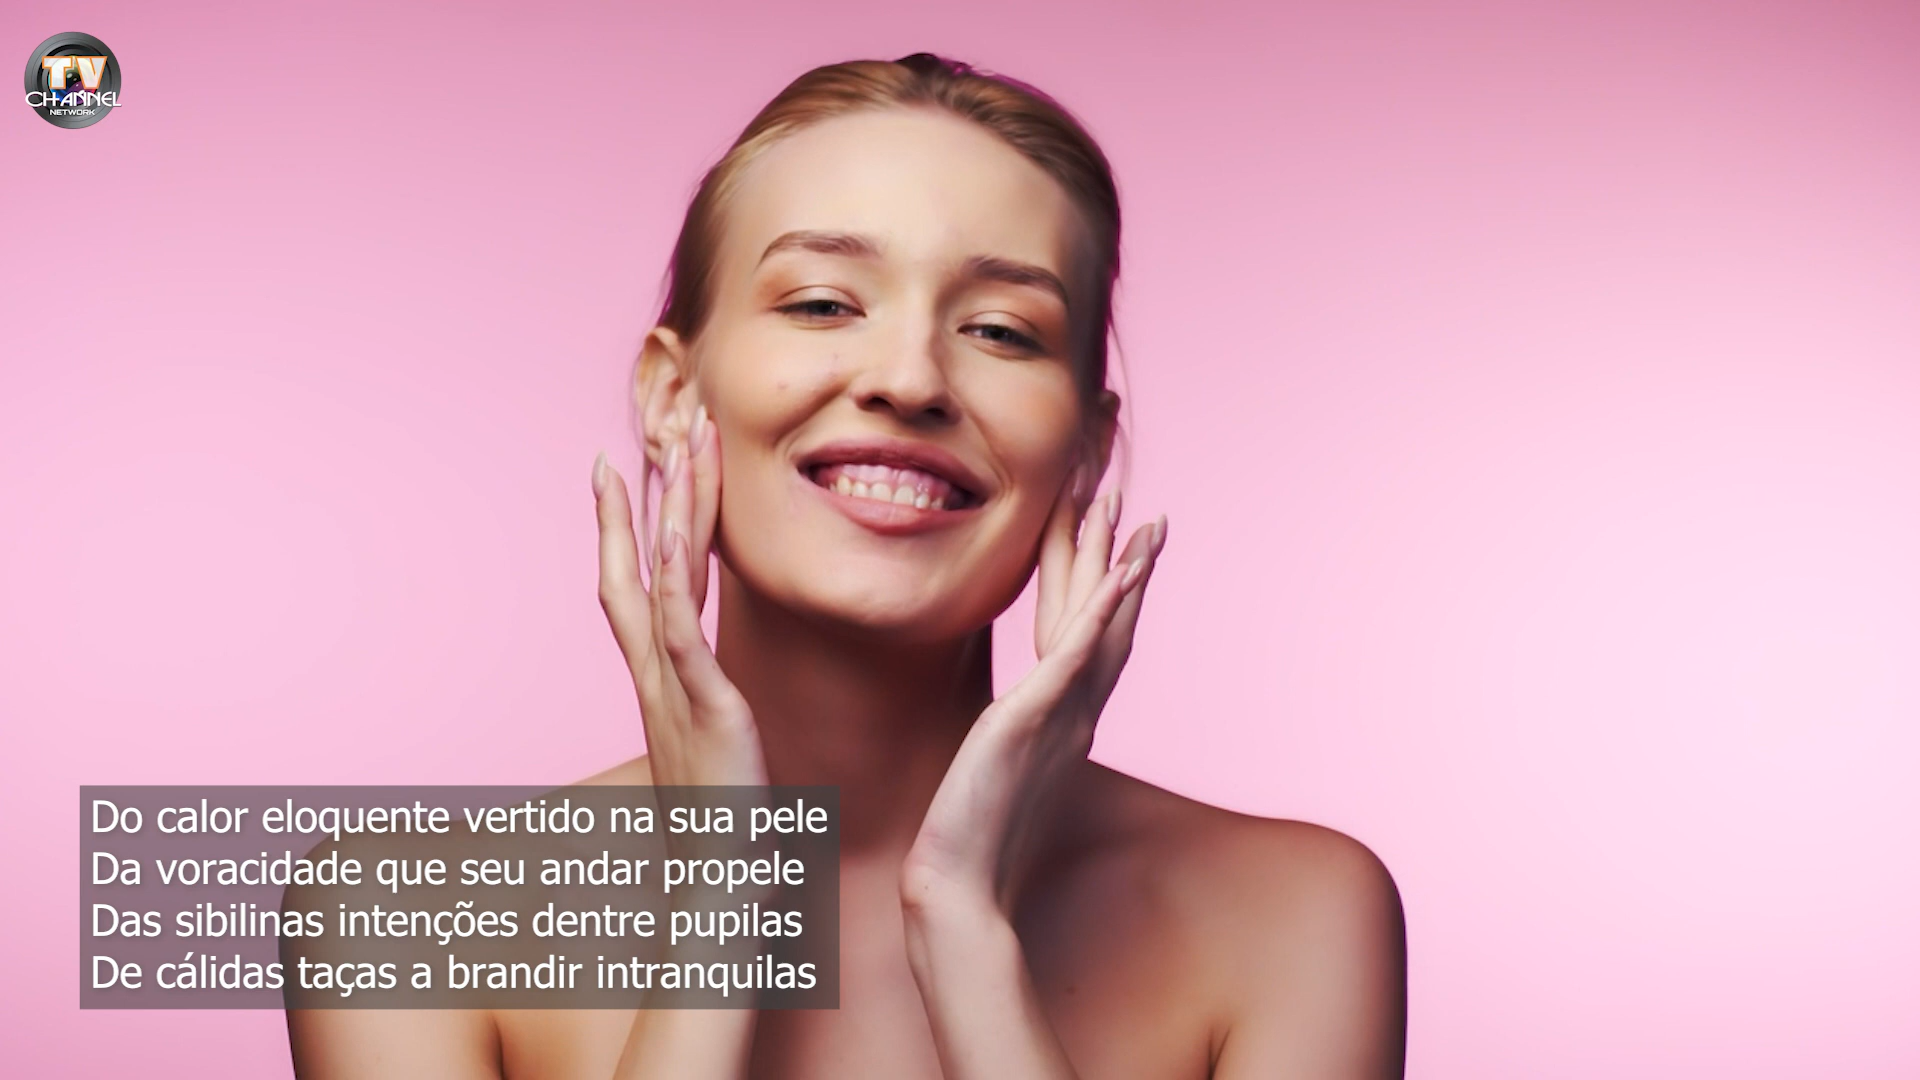 TV
CHANNEL
NETWORK
Do calor eloquente vertido na sua pele
Da voracidade que seu andar propele
Das sibilinas intenções dentre pupilas
De cálidas taças a brandir intranquilas